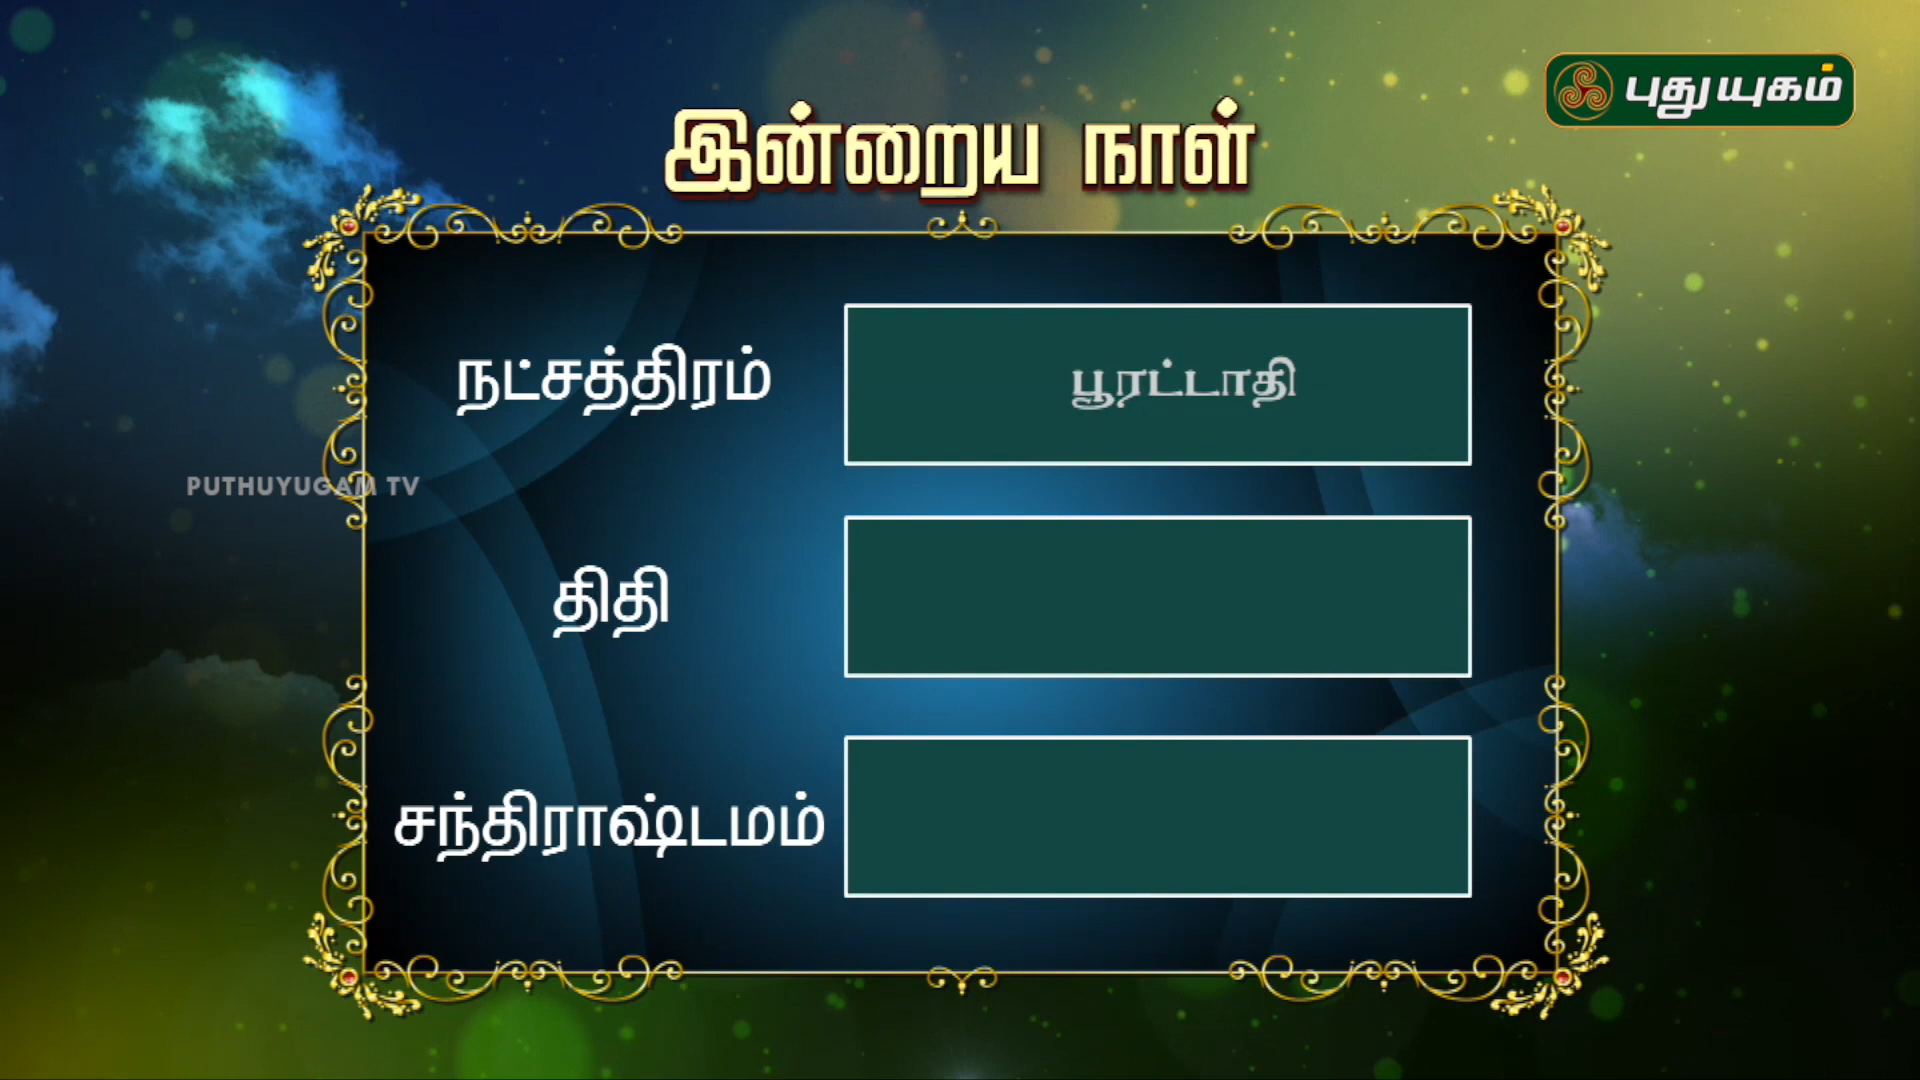 புதுயுகம்
இன்றைய நாள்
நட்சத்திரம்
பூரட்டாதி
PUTHUYUGAM TV
திதி
சந்திராஷ்டமம்